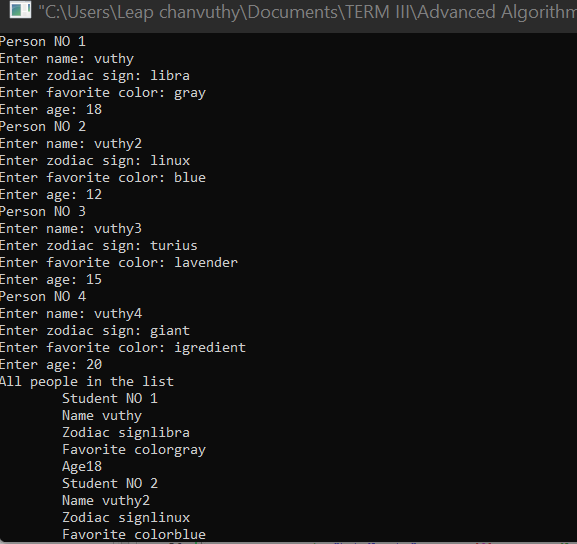 "C:\Users\Leap chanvuthy\Documents\TERM III\Advanced Algorithm
Person NO 1
Enter name: vuthy
Enter zodiac sign: libra
Enter favorite color: gray
Enter age: 18
Person NO 2
Enter name: vuthy2
Enter zodiac sign: linux
Enter favorite color: blue
Enter age: 12
Person NO 3
Enter name: vuthy3
Enter zodiac sign: turius
Enter favorite color: lavender
Enter age: 15
Person NO 4
Enter name: vuthy4
Enter zodiac sign: giant
Enter favorite color: igredient
Enter age: 20
All people in the list
Student NO 1
Name vuthy
Zodiac signlibra
Favorite colorgray
Age18
Student NO 2
Name vuthy2
Zodiac signlinux
Favorite colorblue